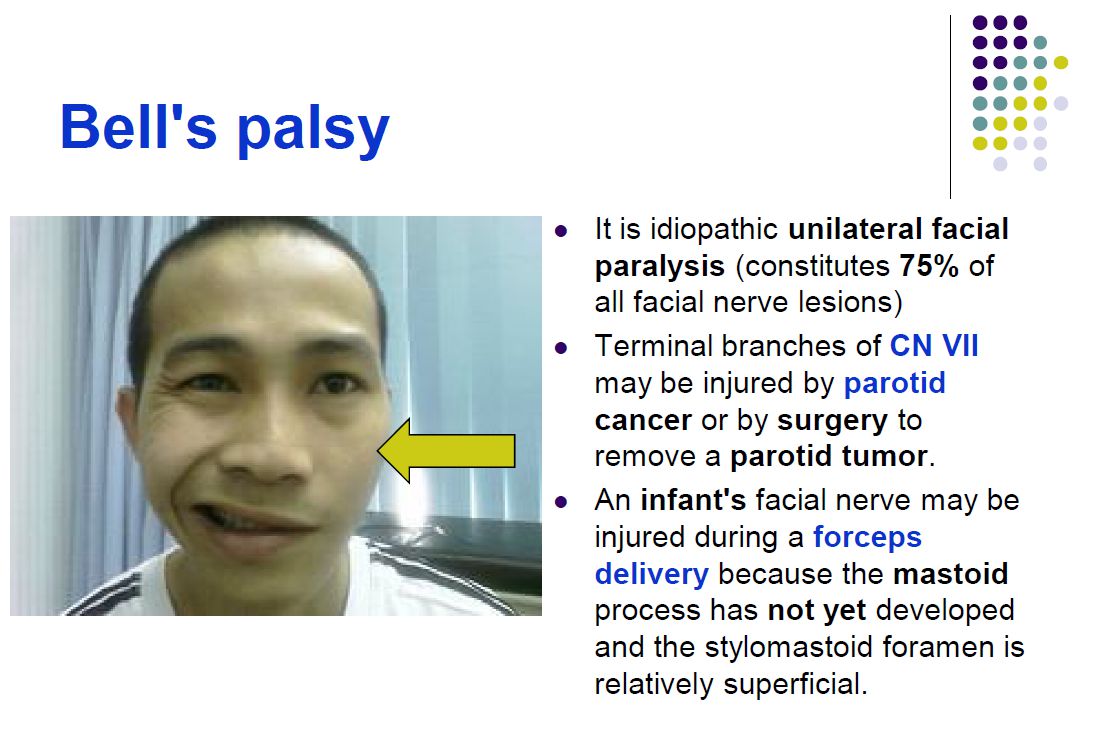 Bell's palsy
It is idiopathic unilateral facial
paralysis (constitutes 75% of
all facial nerve lesions)
Terminal branches of CN VII
may be injured by parotid
cancer or by surgery to
remove a parotid tumor.
An infant's facial nerve may be
injured during a forceps
delivery because the mastoid
process has not yet developed
and the stylomastoid foramen is
relatively superficial.